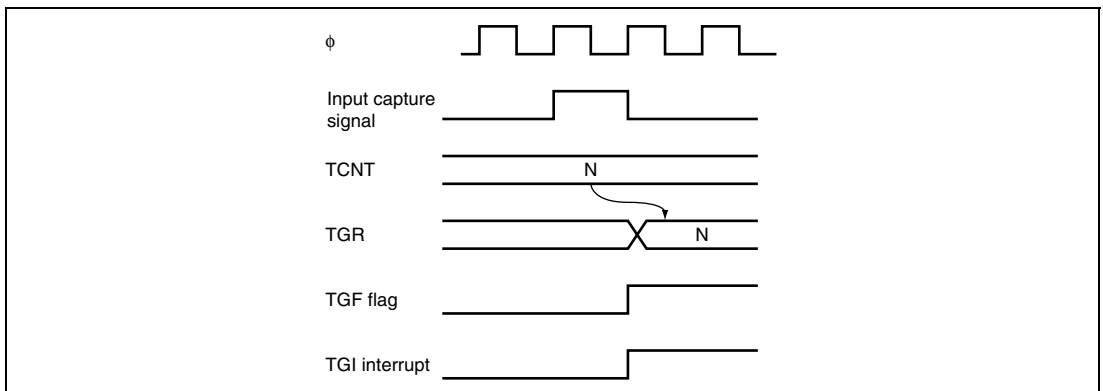 φ
Input capture
signal
TCNT
N
TGR
N
TGF flag
TGI interrupt